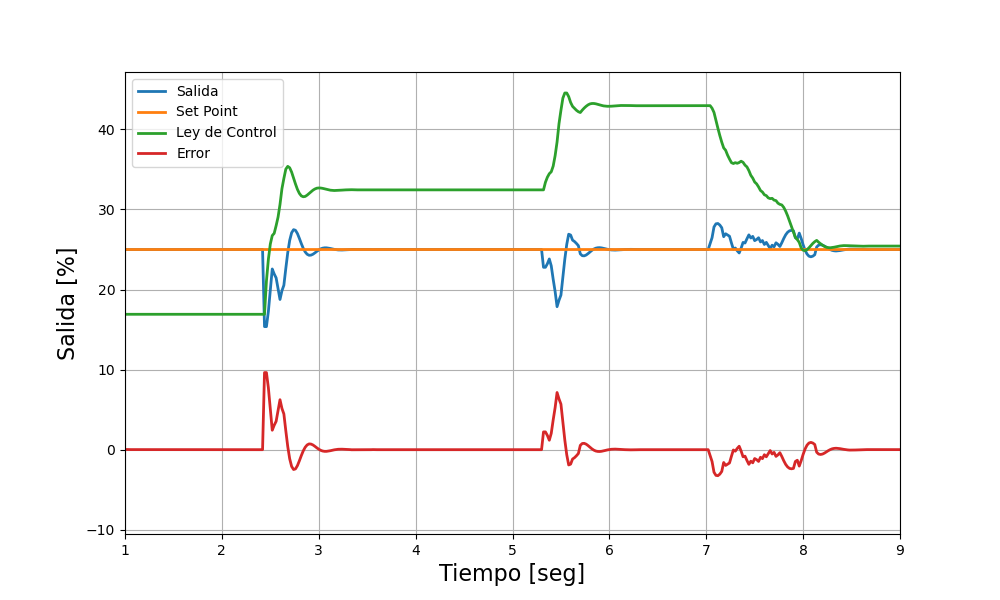 Salida
Set Point
Ley de Control
Error
Salida [%]
40
30
20
10
0
−10
1 2 3 4 5 6 7 8 9
Tiempo [seg]